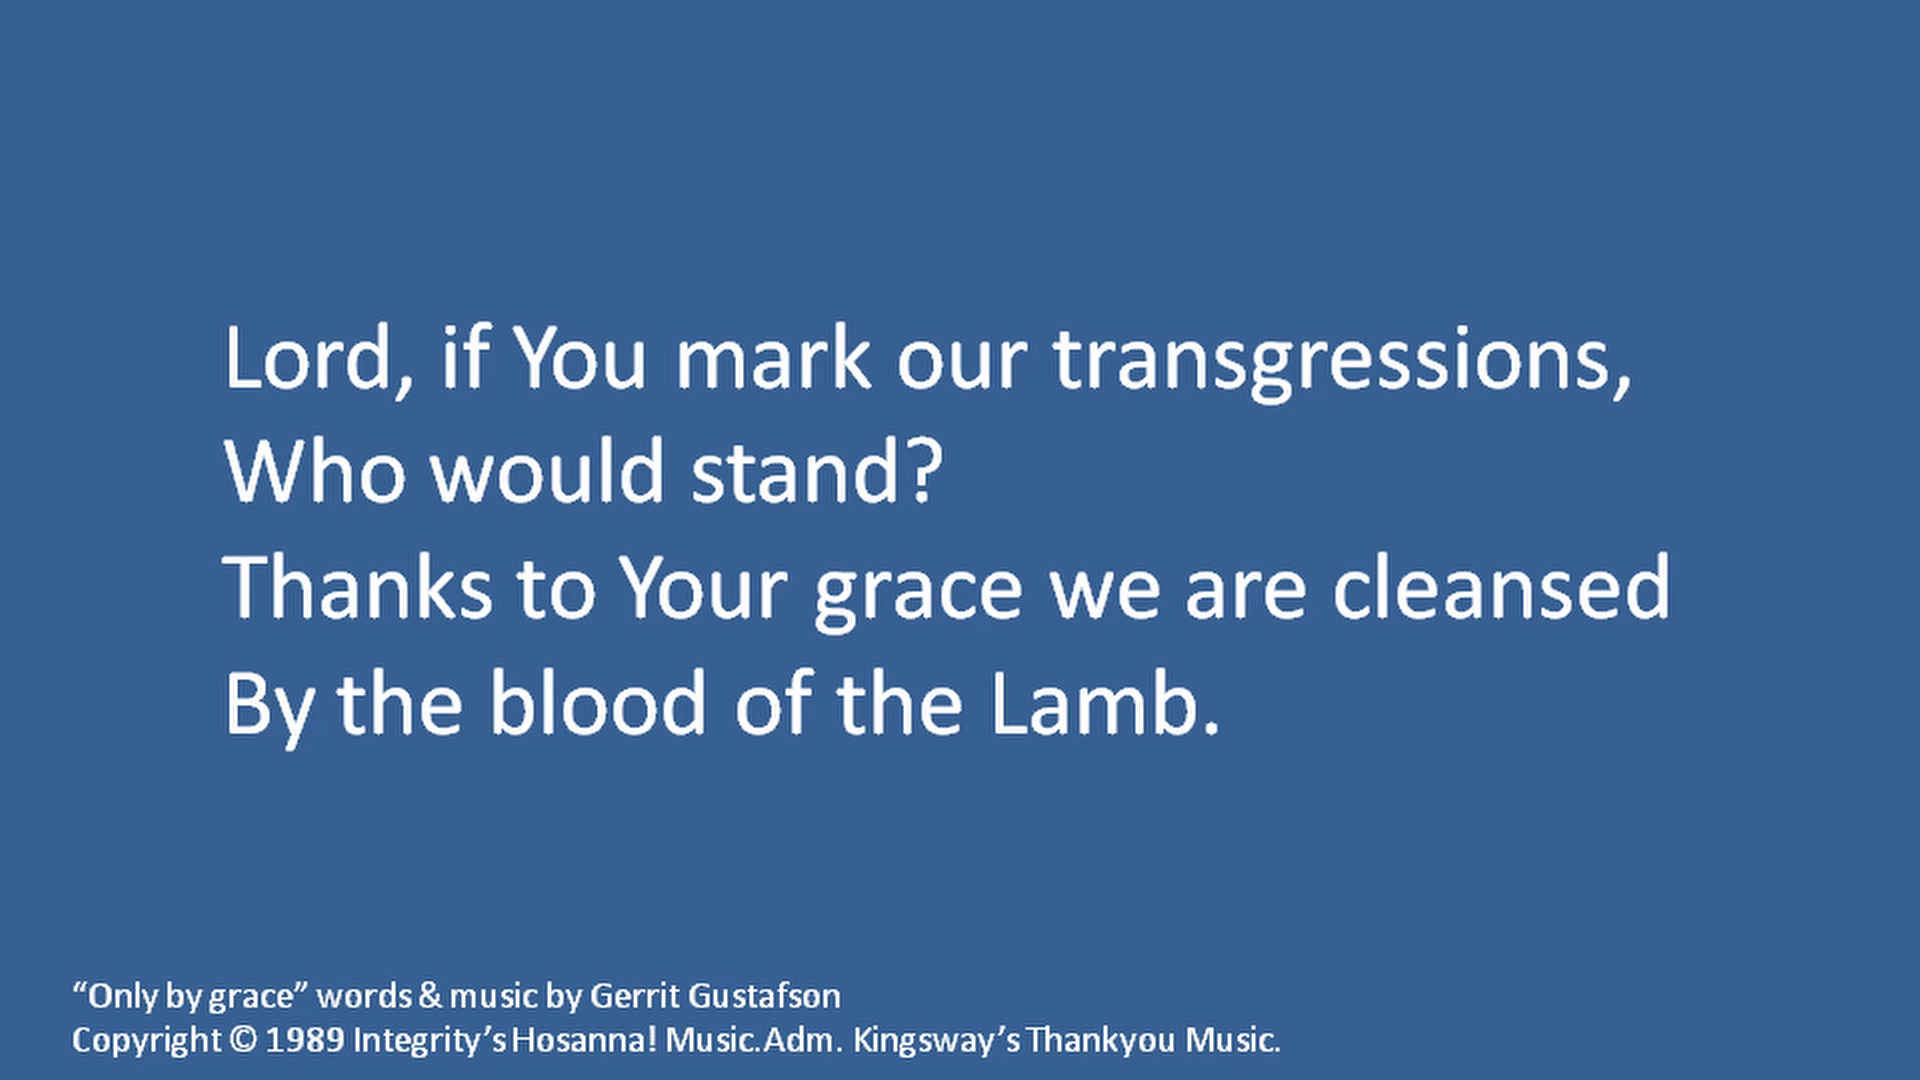 Lord, if You mark our transgressions,
Who would stand?
Thanks to Your grace we are cleansed
By the blood of the Lamb.
“Only by grace” words & music by Gerrit Gustafson
Copyright © 1989 Integrity’s Hosanna! Music.Adm. Kingsway’s Thankyou Music.